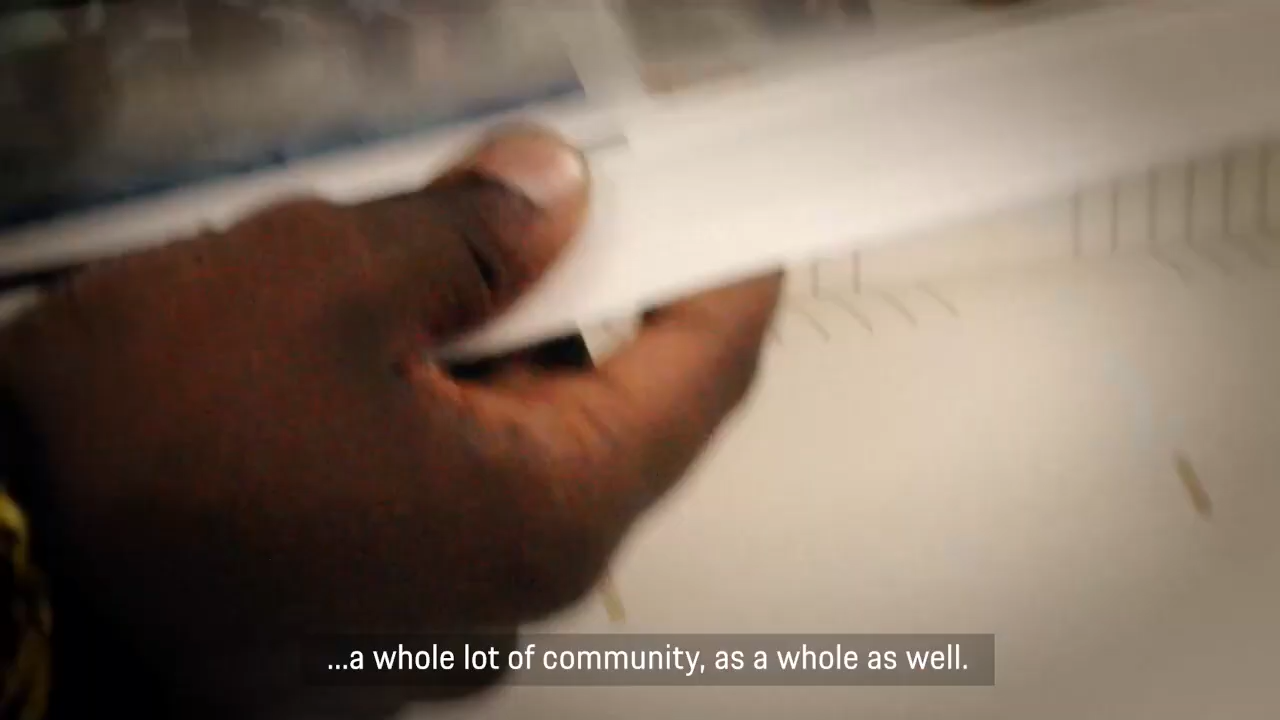 ...a whole lot of community, as a whole as well.